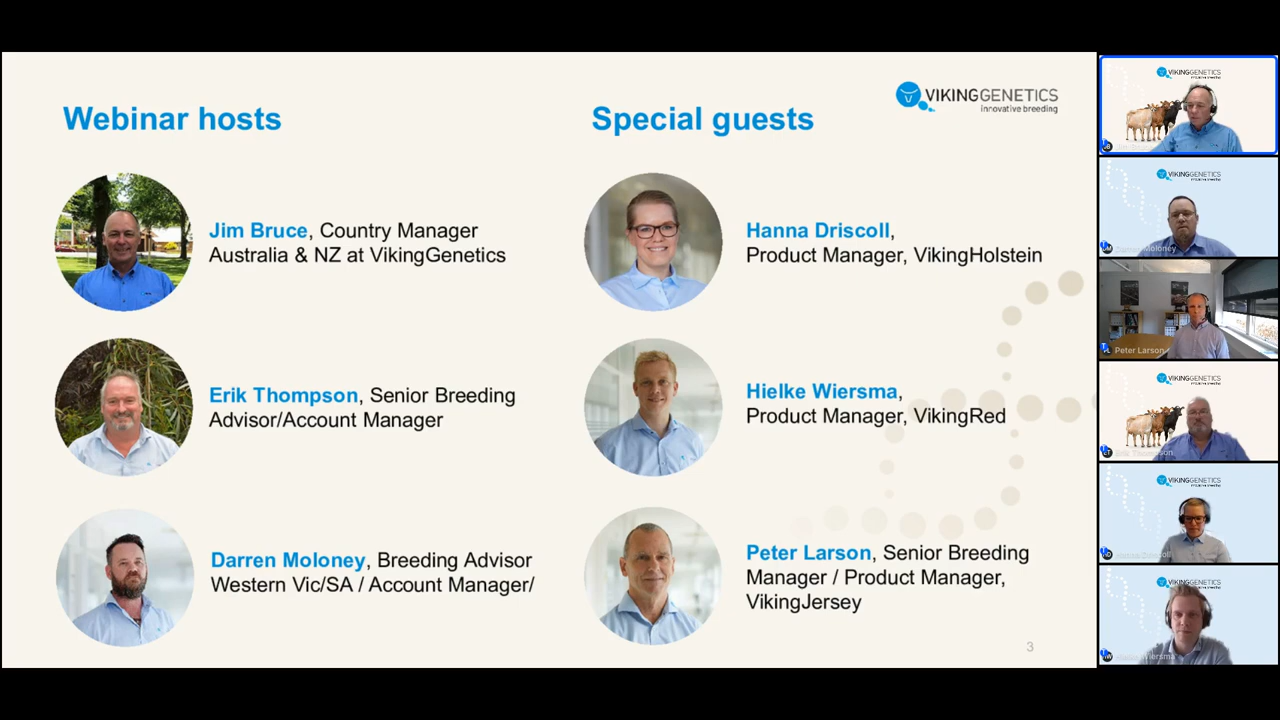 Webinar hosts
Special guests
VIKINGGENETICS
innovative breeding
Jim Bruce, Country Manager
Australia & NZ at VikingGenetics
Erik Thompson, Senior Breeding
Advisor/Account Manager
Darren Moloney, Breeding Advisor
Western Vic/SA / Account Manager/
Hanna Driscoll,
Product Manager, VikingHolstein
Hielke Wiersma,
Product Manager, VikingRed
Peter Larson, Senior Breeding
Manager / Product Manager,
VikingJersey
3
VIKINGGENETICS
VIKINGGENETICS
Moloney
Peter Larson
VIKINGGENETICS
VIKINGGENETICS
VIKINGGENETICS
Wiersma